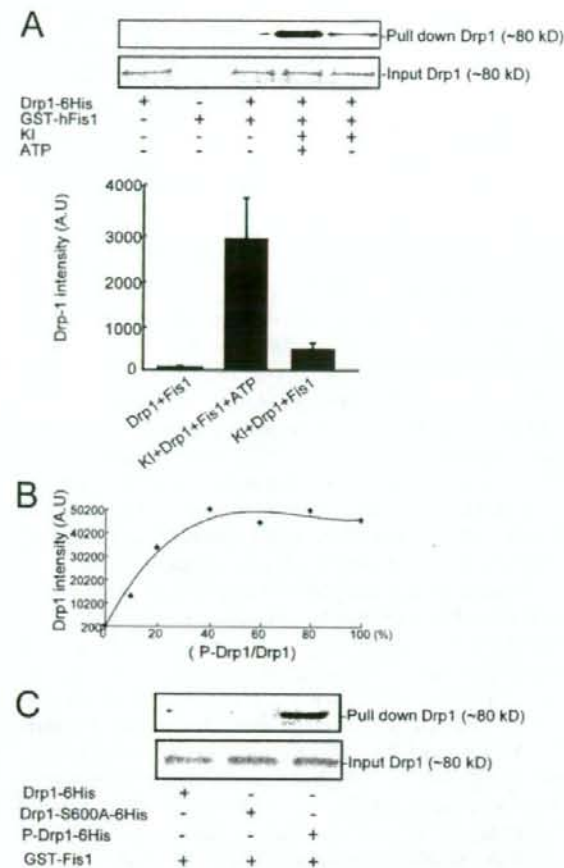 A
-Pull down Drp1 (~80 kD)
-Input Drp1 (~80 kD)
Drp1-6His + - + + +
GST-hFis1 - + + + +
KI - - - + +
ATP - - - + -
Drp-1 intensity (A.U)
4000
3000
2000
1000
0
Drp1+Fis1
KI+Drp1+Fis1+ATP
KI+Drp1+Fis1
B
Drp1 intensity (A.U)
50200
40200
30200
20200
10200
200
0 20 40 60 80 100 (%)
( P-Drp1/Drp1)
C
-Pull down Drp1 (~80 kD)
-Input Drp1 (~80 kD)
Drp1-6His + - -
Drp1-S600A-6His - + -
P-Drp1-6His - - +
GST-Fis1 + + +